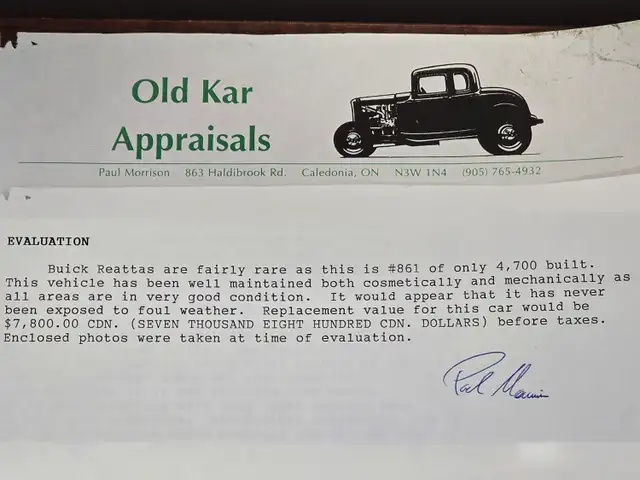 Old Kar
Appraisals
Paul Morrison 863 Haldibrook Rd. Caledonia, ON N3W 1N4 (905) 765-4932
EVALUATION
Buick Reattas are fairly rare as this is #861 of only 4,700 built.
This vehicle has been well maintained both cosmetically and mechanically as
all areas are in very good condition. It would appear that it has never
been exposed to foul weather. Replacement value for this car would be
$7,800.00 CDN. (SEVEN THOUSAND EIGHT HUNDRED CDN. DOLLARS) before taxes.
Enclosed photos were taken at time of evaluation.